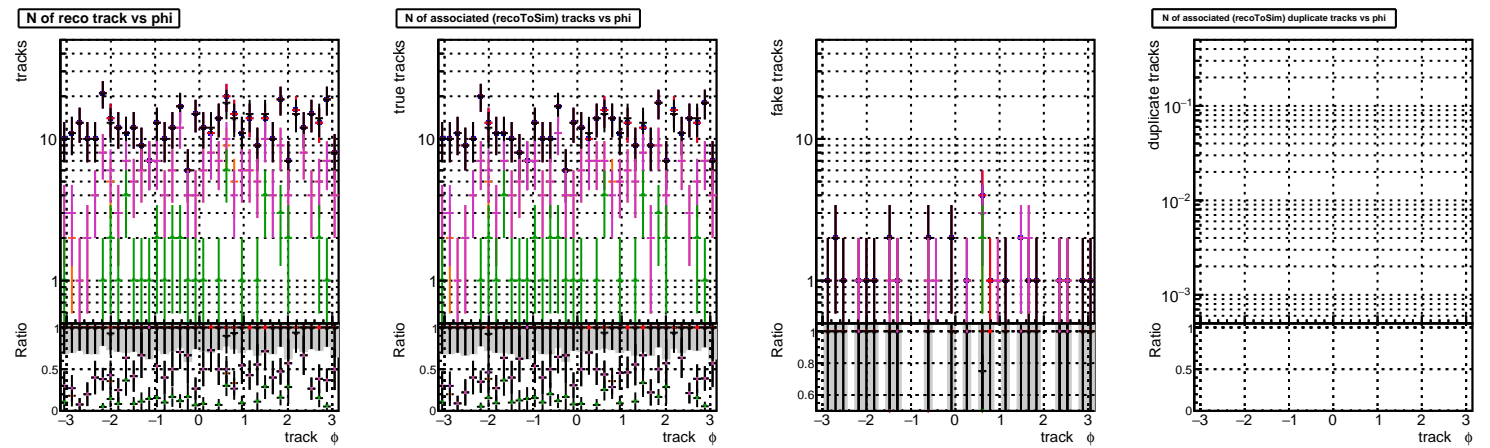 N of reco track vs phi
tracks
10
1
Ratio
1
0.5
0
−3 −2 −1 0 1 2 3
track ϕ
N of associated (recoToSim) tracks vs phi
true tracks
10
1
Ratio
1
0.5
0
−3 −2 −1 0 1 2 3
track ϕ
fake tracks
10
1
Ratio
1
0.8
0.6
−3 −2 −1 0 1 2 3
track ϕ
N of associated (recoToSim) duplicate tracks vs phi
duplicate tracks
10⁻¹
10⁻²
10⁻³
Ratio
1
0.5
0
−3 −2 −1 0 1 2 3
track ϕ